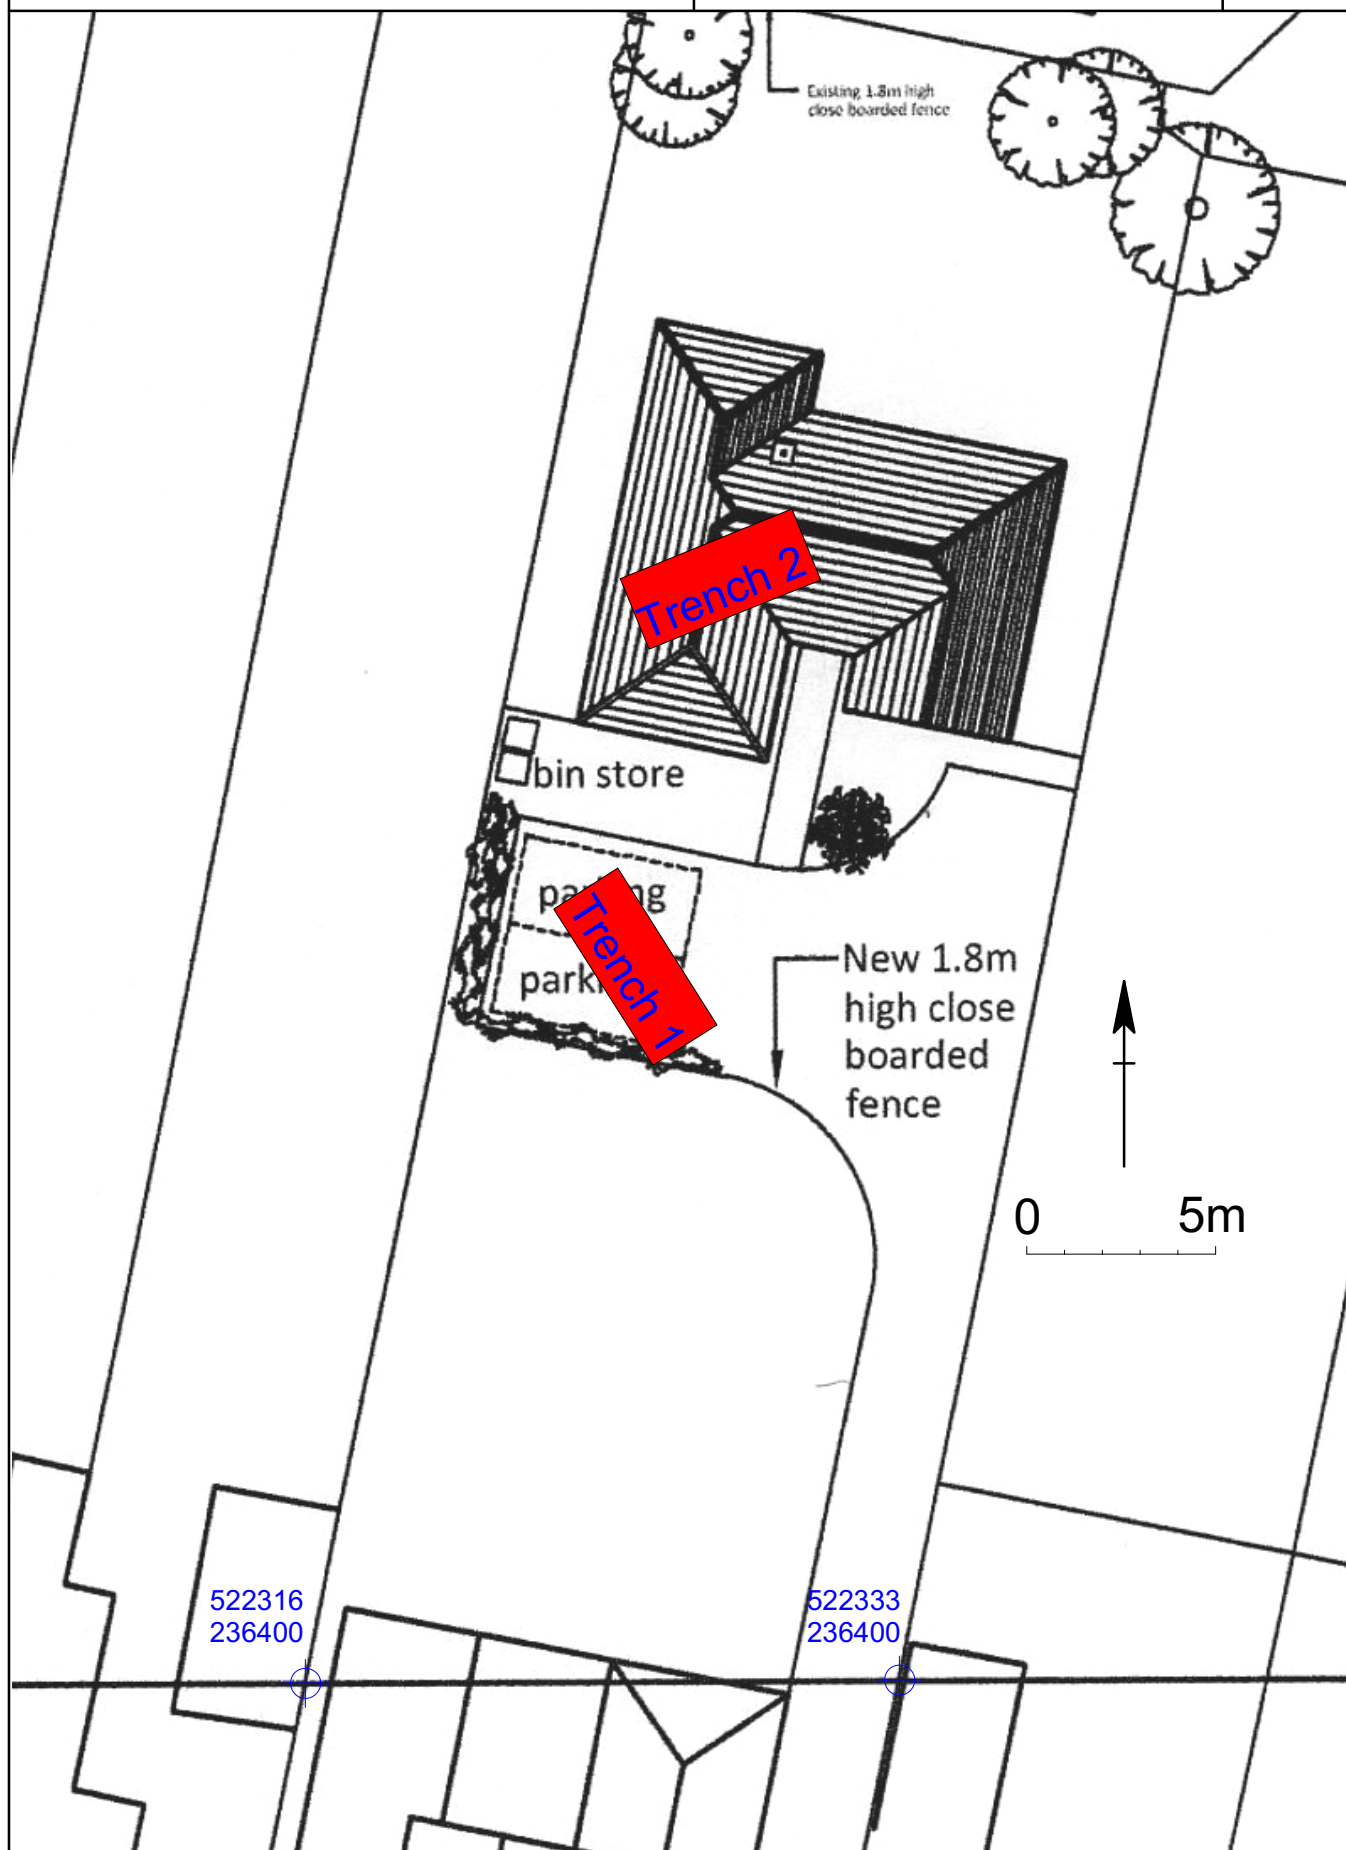 Existing 1.8m high
close boarded fence
Trench 2
bin store
parking
Trench 1
New 1.8m
high close
boarded
fence
0 5m
522316
236400
522333
236400